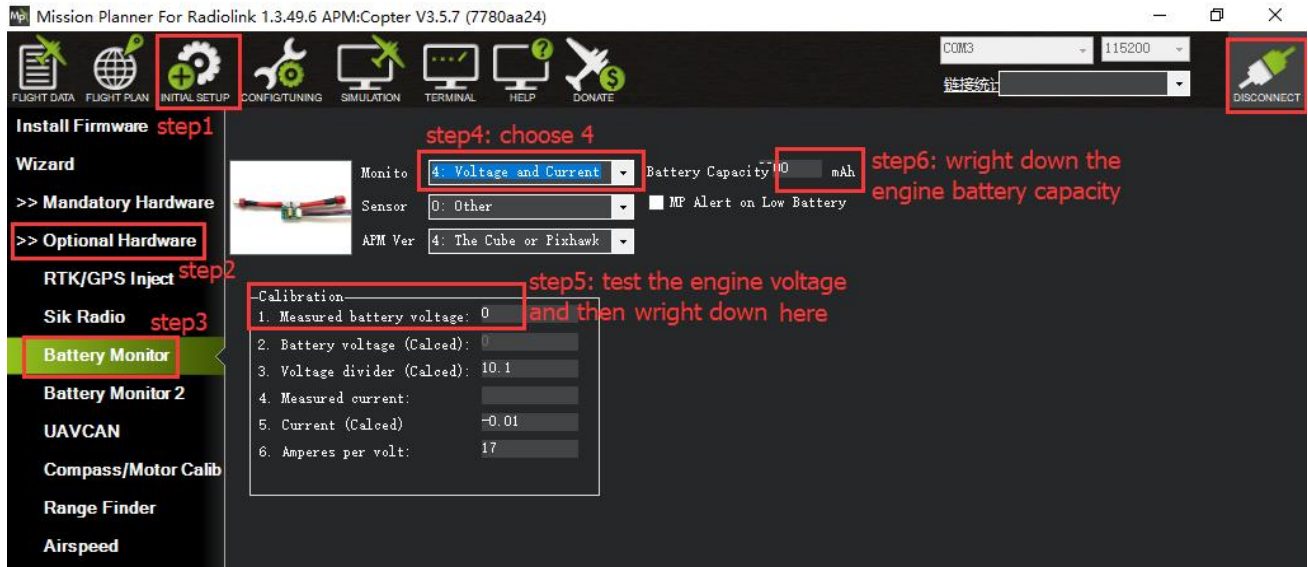 Mission Planner For Radiolink 1.3.49.6 APM:Copter V3.5.7 (7780aa24)
FLIGHT DATA FLIGHT PLAN INITIAL SETUP CONFIG/TUNING SIMULATION TERMINAL HELP DONATE
COM3 115200
链接统计
DISCONNECT
Install Firmware step1
Wizard
>> Mandatory Hardware
>> Optional Hardware
step2
RTK/GPS Inject
Sik Radio
step3
Battery Monitor
Battery Monitor 2
UAVCAN
Compass/Motor Calib
Range Finder
Airspeed
step4: choose 4
Monito 4: Voltage and Current
Battery Capacity mAh
step6: wright down the
engine battery capacity
Sensor 0: Other
MP Alert on Low Battery
APM Ver 4: The Cube or Pixhawk
step5: test the engine voltage
and then wright down here
Calibration
1. Measured battery voltage: 0
2. Battery voltage (Calced): 0
3. Voltage divider (Calced): 10.1
4. Measured current:
5. Current (Calced) -0.01
6. Amperes per volt: 17